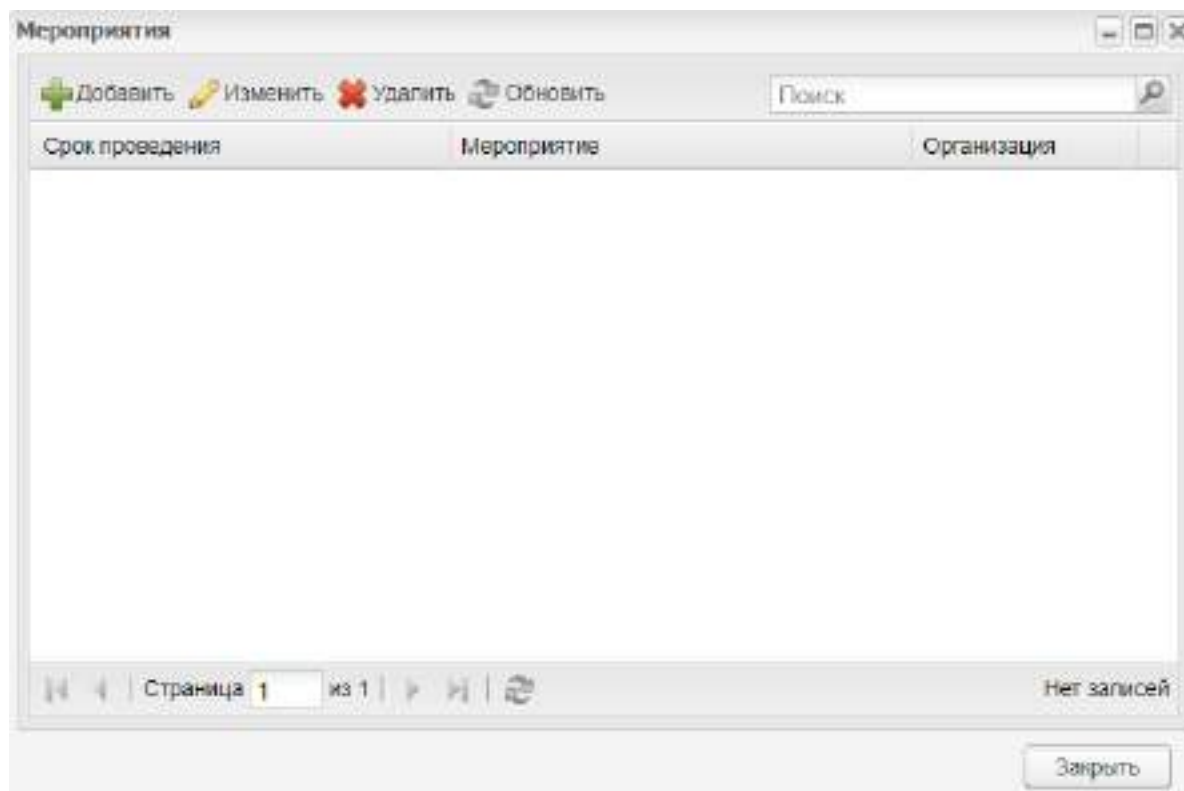 Мероприятия
Добавить Изменить Удалить Обновить Поиск
Срок проведения Мероприятие Организация
Страница 1 из 1 Нет записей
Закрыть